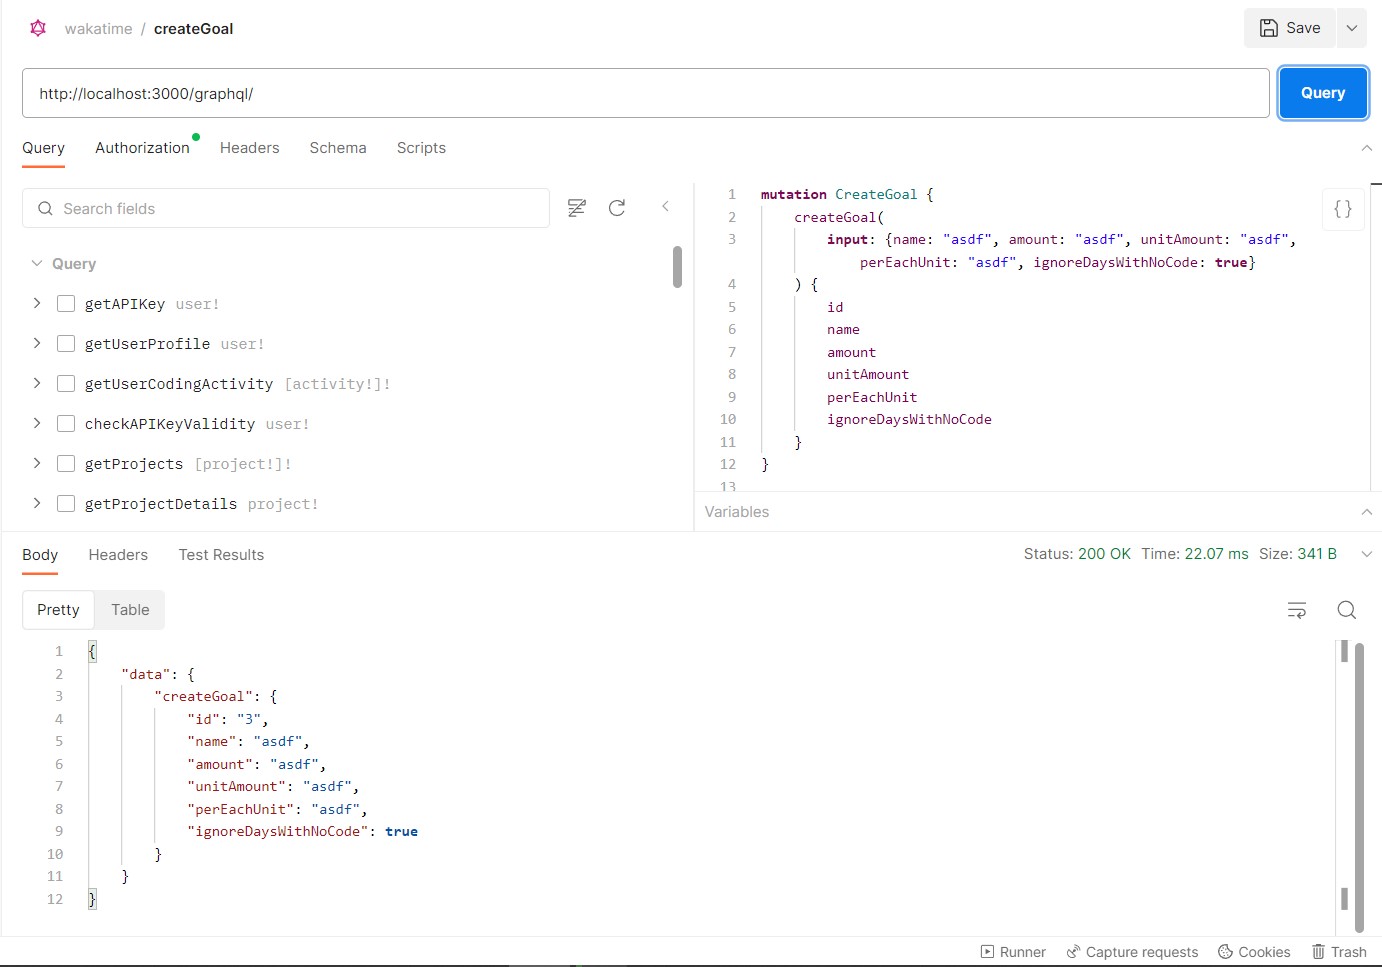 wakatime / createGoal
Save
http://localhost:3000/graphql/
Query
Query Authorization Headers Schema Scripts
Search fields
Query
getAPIKey user!
getUserProfile user!
getUserCodingActivity [activity!]!
checkAPIKeyValidity user!
getProjects [project!]!
getProjectDetails project!
1 mutation CreateGoal {
2 createGoal(
3 input: {name: "asdf", amount: "asdf", unitAmount: "asdf",
perEachUnit: "asdf", ignoreDaysWithNoCode: true}
4 ) {
5 id
6 name
7 amount
8 unitAmount
9 perEachUnit
10 ignoreDaysWithNoCode
11 }
12 }
13
Variables
Body Headers Test Results
Status: 200 OK Time: 22.07 ms Size: 341 B
Pretty Table
1 {
2 "data": {
3 "createGoal": {
4 "id": "3",
5 "name": "asdf",
6 "amount": "asdf",
7 "unitAmount": "asdf",
8 "perEachUnit": "asdf",
9 "ignoreDaysWithNoCode": true
10 }
11 }
12 }
Runner Capture requests Cookies Trash